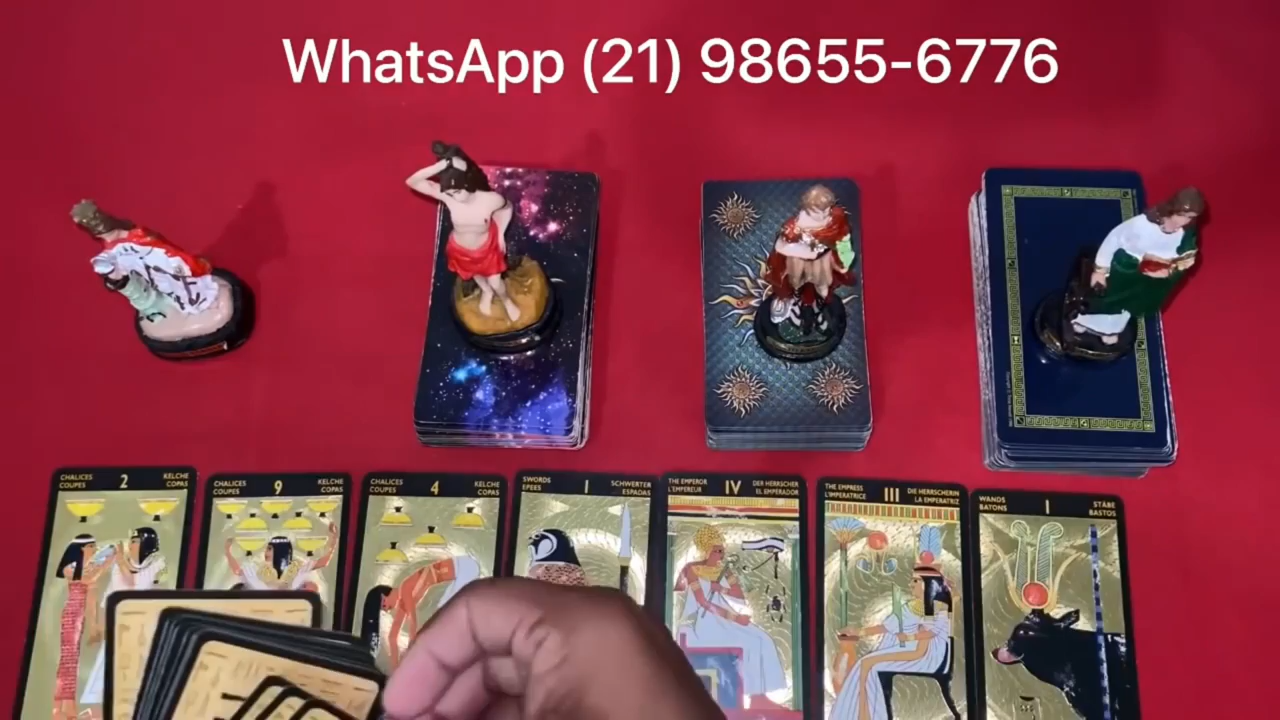 WhatsApp (21) 98655-6776
CHALICES 2 KELCHE
COUPES COPAS
CHALICES 9 KELCHE
COUPES COPAS
CHALICES 4 KELCHE
COUPES COPAS
SWORDS I SCHWERTER
EPEES ESPADAS
THE EMPEROR IV DER HERRSCHER
L'EMPEREUR EL EMPERADOR
THE EMPRESS III DIE HERRSCHERIN
L'IMPERATRICE LA EMPERATRIZ
WANDS I STÄBE
BATONS BASTOS